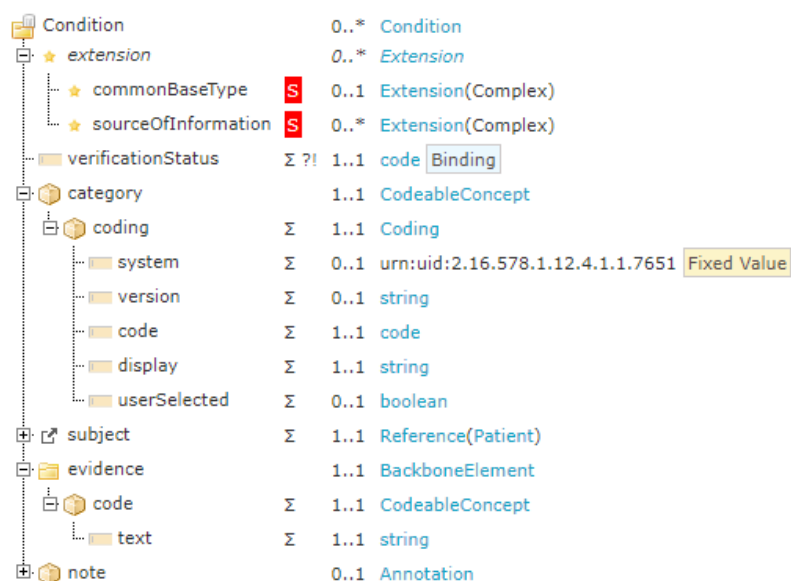 Condition 0..* Condition
extension 0..* Extension
commonBaseType S 0..1 Extension(Complex)
sourceOfInformation S 0..* Extension(Complex)
verificationStatus Σ ?! 1..1 code Binding
category 1..1 CodeableConcept
coding Σ 1..1 Coding
system Σ 0..1 urn:uid:2.16.578.1.12.4.1.1.7651 Fixed Value
version Σ 0..1 string
code Σ 1..1 code
display Σ 1..1 string
userSelected Σ 0..1 boolean
subject Σ 1..1 Reference(Patient)
evidence 1..1 BackboneElement
code Σ 1..1 CodeableConcept
text Σ 1..1 string
note 0..1 Annotation